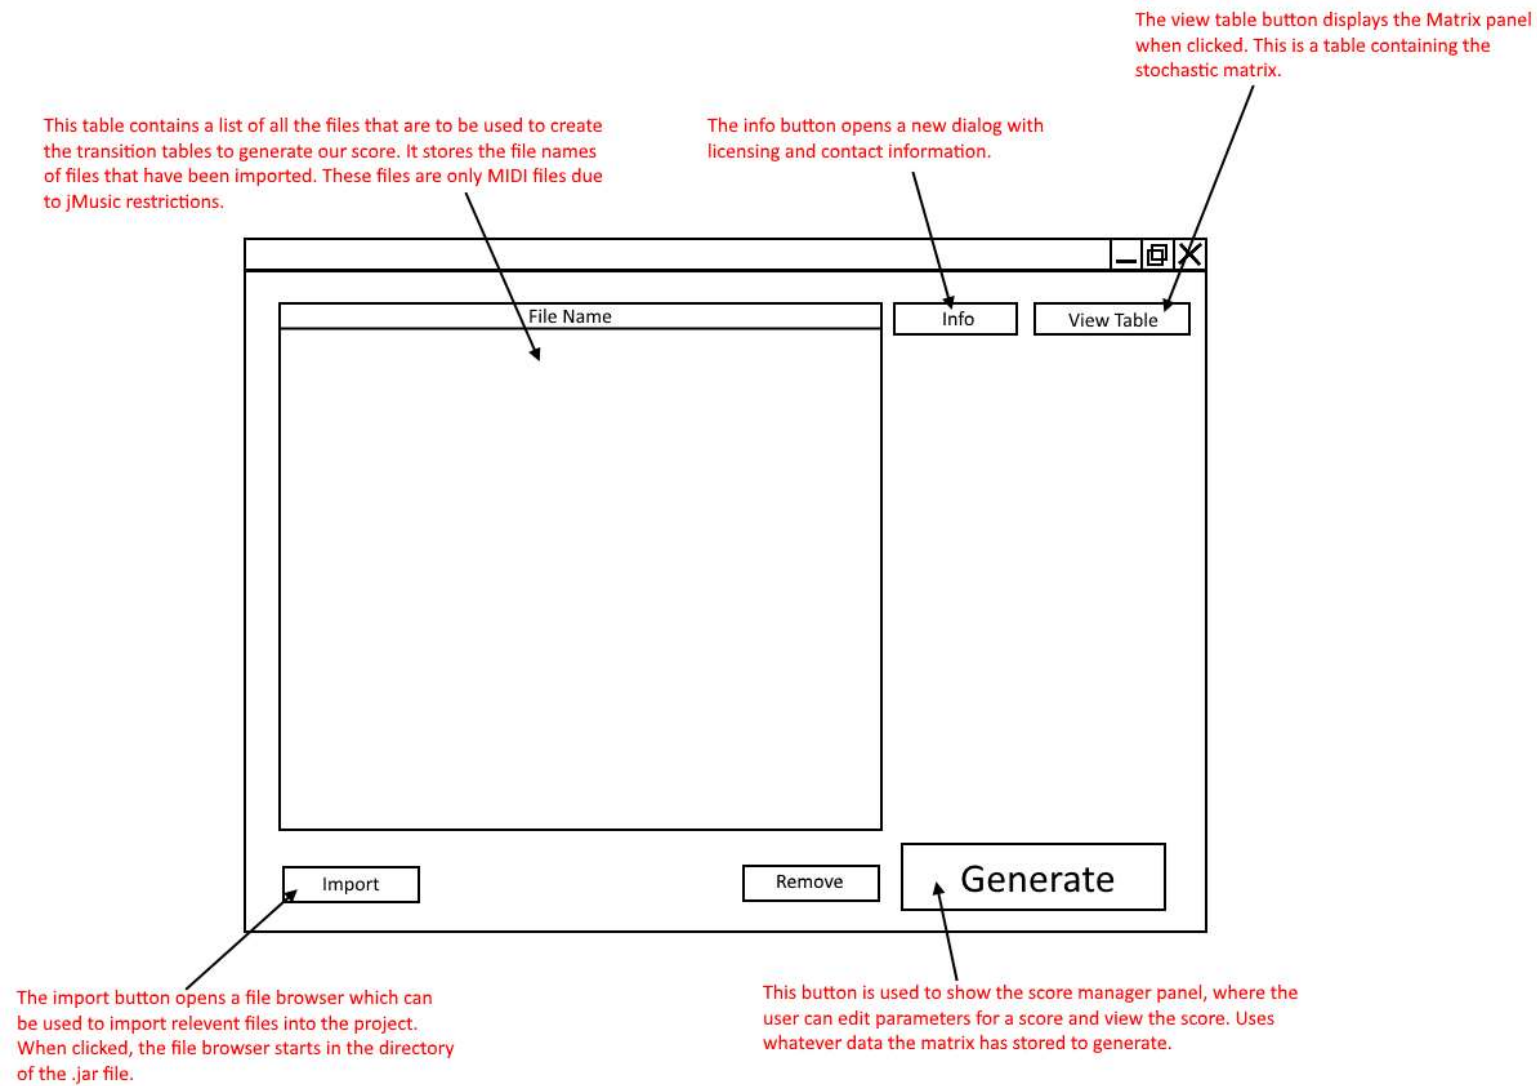 The view table button displays the Matrix panel
when clicked. This is a table containing the
stochastic matrix.
This table contains a list of all the files that are to be used to create
the transition tables to generate our score. It stores the file names
of files that have been imported. These files are only MIDI files due
to jMusic restrictions.
The info button opens a new dialog with
licensing and contact information.
File Name
Info
View Table
Import
Remove
Generate
The import button opens a file browser which can
be used to import relevent files into the project.
When clicked, the file browser starts in the directory
of the .jar file.
This button is used to show the score manager panel, where the
user can edit parameters for a score and view the score. Uses
whatever data the matrix has stored to generate.